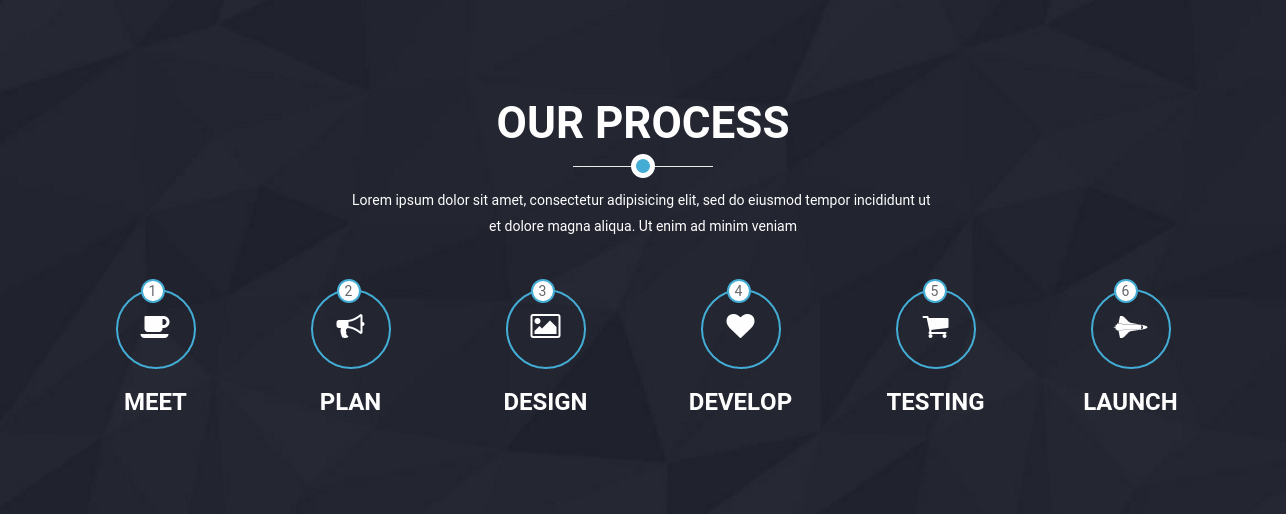 OUR PROCESS
Lorem ipsum dolor sit amet, consectetur adipisicing elit, sed do eiusmod tempor incididunt ut
et dolore magna aliqua. Ut enim ad minim veniam
1 2 3 4 5 6
MEET PLAN DESIGN DEVELOP TESTING LAUNCH